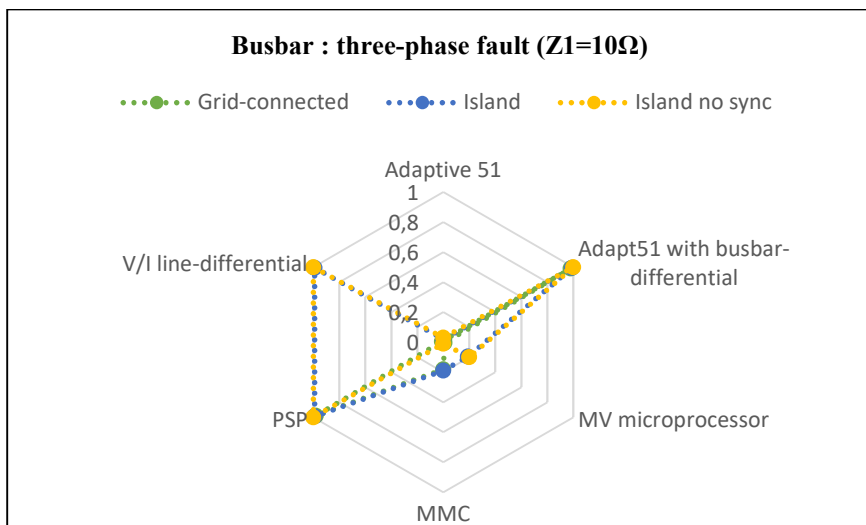 Busbar : three-phase fault (Z1=10Ω)
Grid-connected
Island
Island no sync
Adaptive 51
1
0,8
0,6
0,4
0,2
0
Adapt51 with busbar-
differential
MV microprocessor
MMC
PSP
V/I line-differential